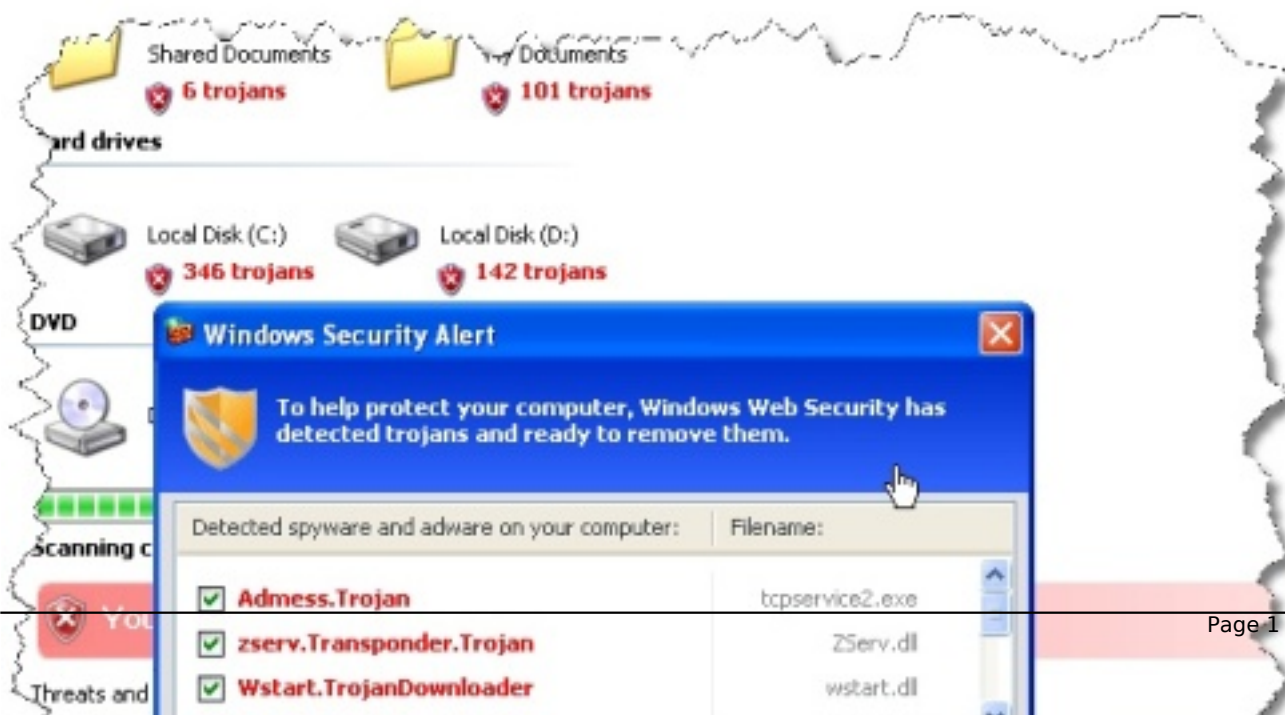 Shared Documents
Documents
6 trojans
101 trojans
ard drives
Local Disk (C:)
Local Disk (D:)
346 trojans
142 trojans
DVD
Windows Security Alert
To help protect your computer, Windows Web Security has
detected trojans and ready to remove them.
Detected spyware and adware on your computer:
Filename:
Scanning c
Admess.Trojan
tcpservice2.exe
You
Page 1
zserv.Transponder.Trojan
ZServ.dll
Wstart.TrojanDownloader
wstart.dll
Threats and